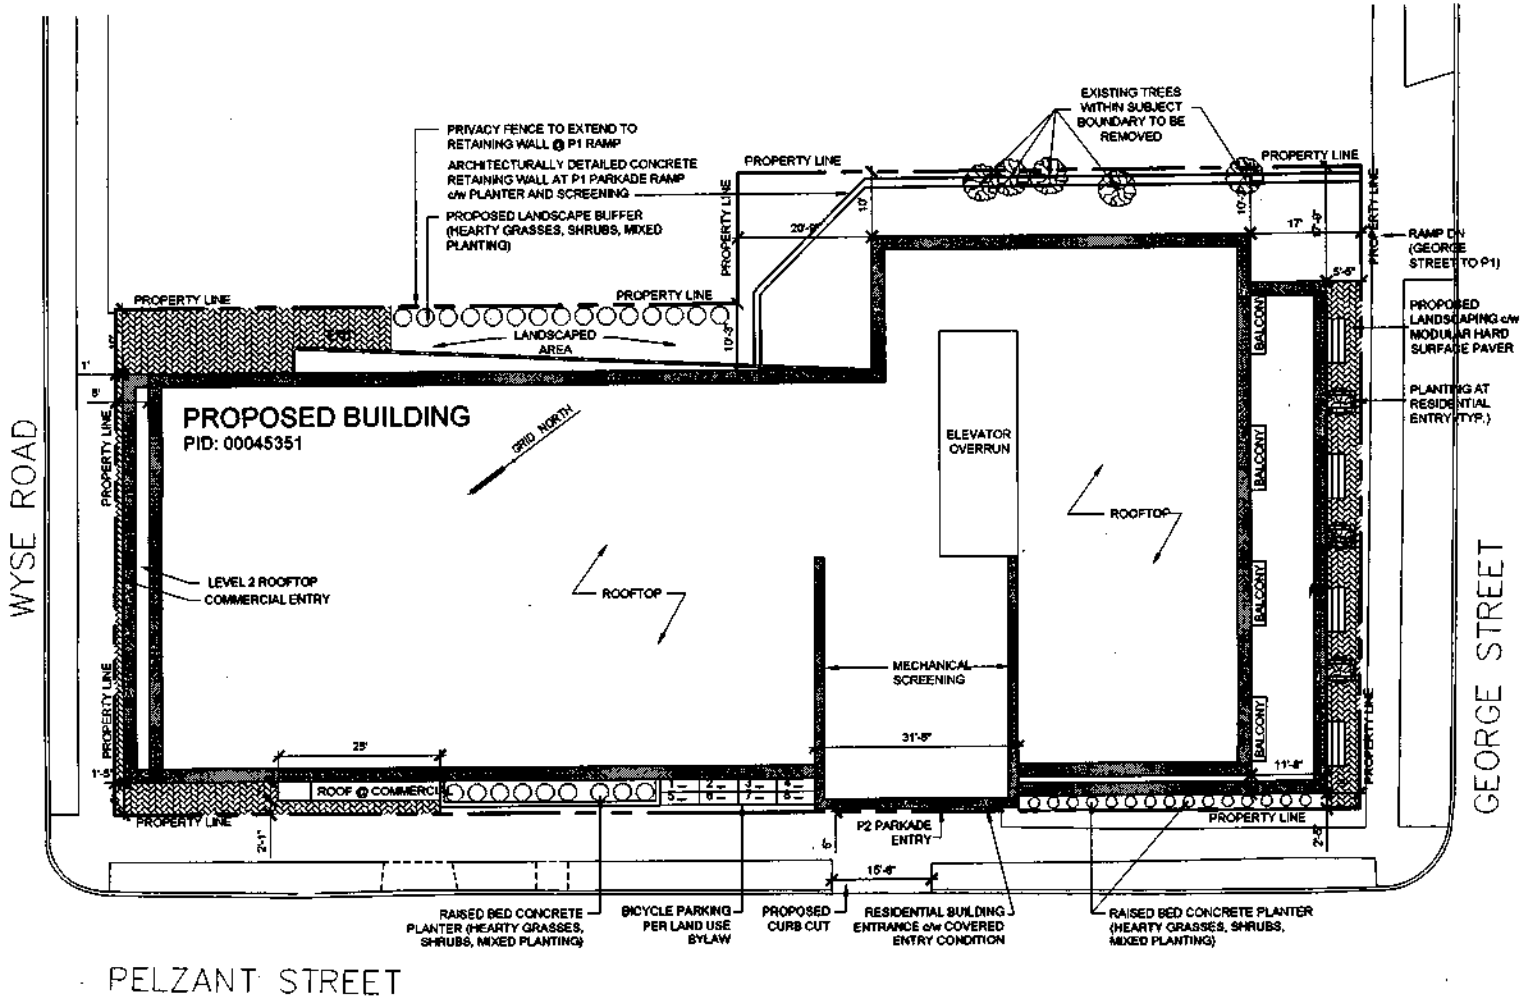 EXISTING TREES
WITHIN SUBJECT
BOUNDARY TO BE
REMOVED
PRIVACY FENCE TO EXTEND TO
RETAINING WALL @ P1 RAMP
ARCHITECTURALLY DETAILED CONCRETE
RETAINING WALL AT P1 PARKADE RAMP
c/w PLANTER AND SCREENING
PROPOSED LANDSCAPE BUFFER
(HEARTY GRASSES, SHRUBS, MIXED
PLANTING)
PROPERTY LINE
PROPERTY LINE
PROPERTY LINE
PROPERTY LINE
10'
17'
RAMP DN
(GEORGE
STREET TO P1)
5'-5"
PROPERTY LINE
PROPERTY LINE
LANDSCAPED
AREA
10'-3"
PROPOSED
LANDSCAPING c/w
MODULAR HARD
SURFACE PAVER
1'
PLANTING AT
RESIDENTIAL
ENTRY (TYP.)
PROPOSED BUILDING
PID: 00045351
GRID NORTH
ELEVATOR
OVERRUN
BALCONY
BALCONY
BALCONY
BALCONY
PROPERTY LINE
PROPERTY LINE
WYSE ROAD
ROOFTOP
LEVEL 2 ROOFTOP
COMMERCIAL ENTRY
ROOFTOP
MECHANICAL
SCREENING
GEORGE STREET
PROPERTY LINE
25'
31'-5"
11'-8"
1'-5"
ROOF @ COMMERCI
PROPERTY LINE
2'-1"
P2 PARKADE
ENTRY
PROPERTY LINE
15'-6"
RAISED BED CONCRETE
PLANTER (HEARTY GRASSES,
SHRUBS, MIXED PLANTING)
BICYCLE PARKING
PER LAND USE
BYLAW
PROPOSED
CURB CUT
RESIDENTIAL BUILDING
ENTRANCE c/w COVERED
ENTRY CONDITION
RAISED BED CONCRETE PLANTER
(HEARTY GRASSES, SHRUBS,
MIXED PLANTING)
PELZANT STREET